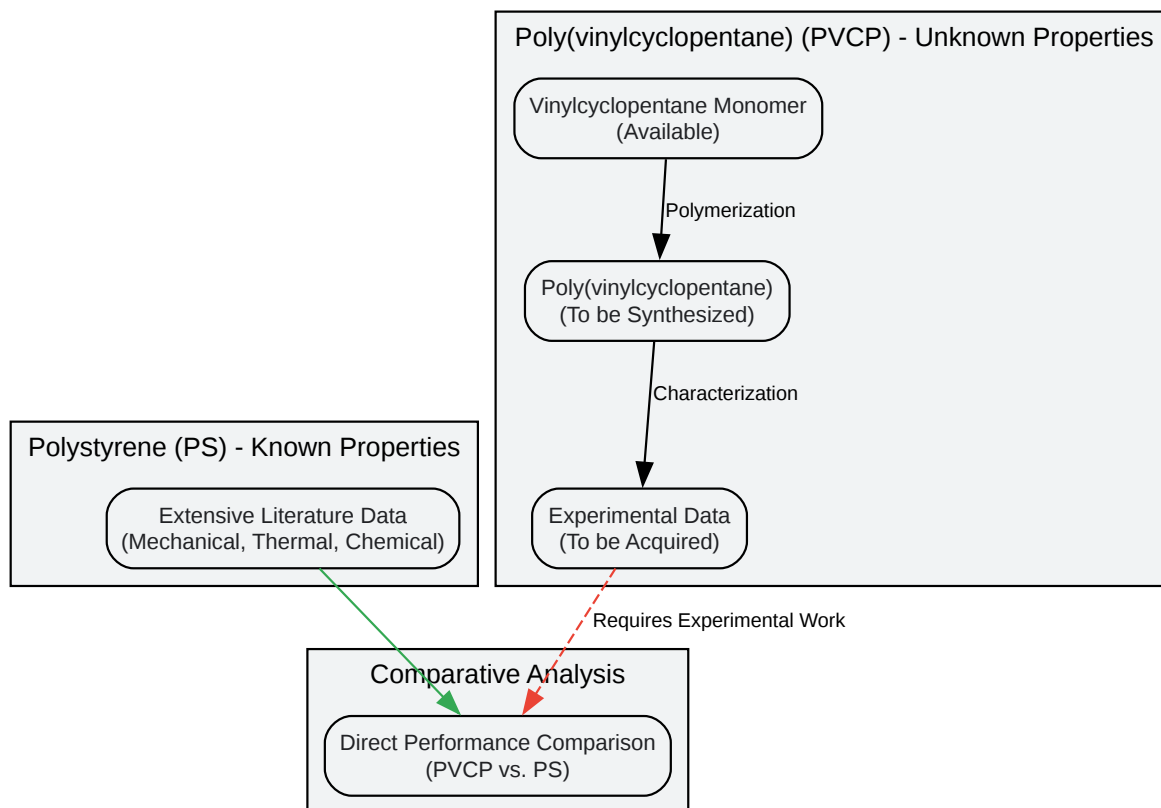 Poly(vinylcyclopentane) (PVCP) - Unknown Properties
Vinylcyclopentane Monomer
(Available)
Polymerization
Poly(vinylcyclopentane)
(To be Synthesized)
Characterization
Polystyrene (PS) - Known Properties
Extensive Literature Data
(Mechanical, Thermal, Chemical)
Experimental Data
(To be Acquired)
Requires Experimental Work
Comparative Analysis
Direct Performance Comparison
(PVCP vs. PS)